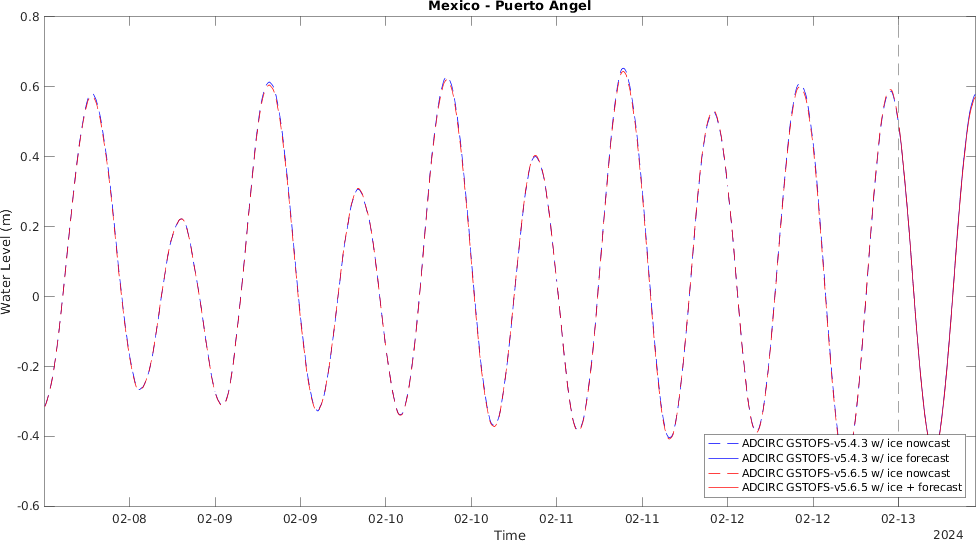 Mexico - Puerto Angel
0.8
0.6
0.4
0.2
0
-0.2
-0.4
-0.6
Water Level (m)
ADCIRC GSTOFS-v5.4.3 w/ ice nowcast
ADCIRC GSTOFS-v5.4.3 w/ ice forecast
ADCIRC GSTOFS-v5.6.5 w/ ice nowcast
ADCIRC GSTOFS-v5.6.5 w/ ice + forecast
02-08 02-09 02-09 02-10 02-10 02-11 02-11 02-12 02-12 02-13
Time
2024